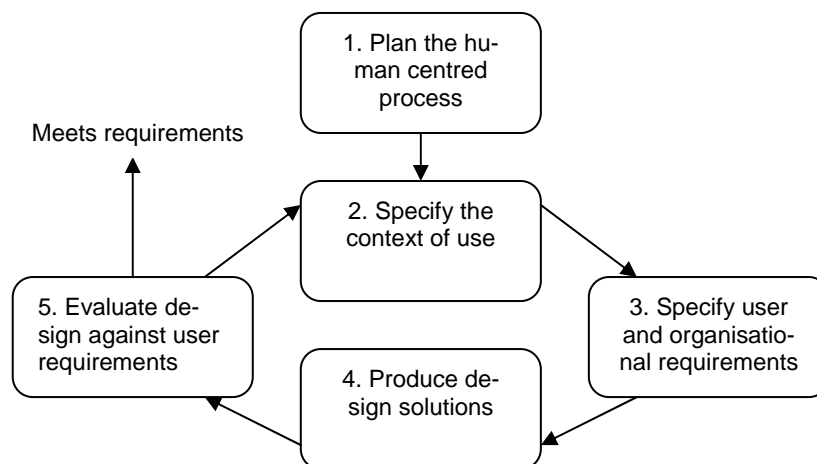 1. Plan the hu-
man centred
process
Meets requirements
2. Specify the
context of use
3. Specify user
and organisatio-
nal requirements
4. Produce de-
sign solutions
5. Evaluate de-
sign against user
requirements